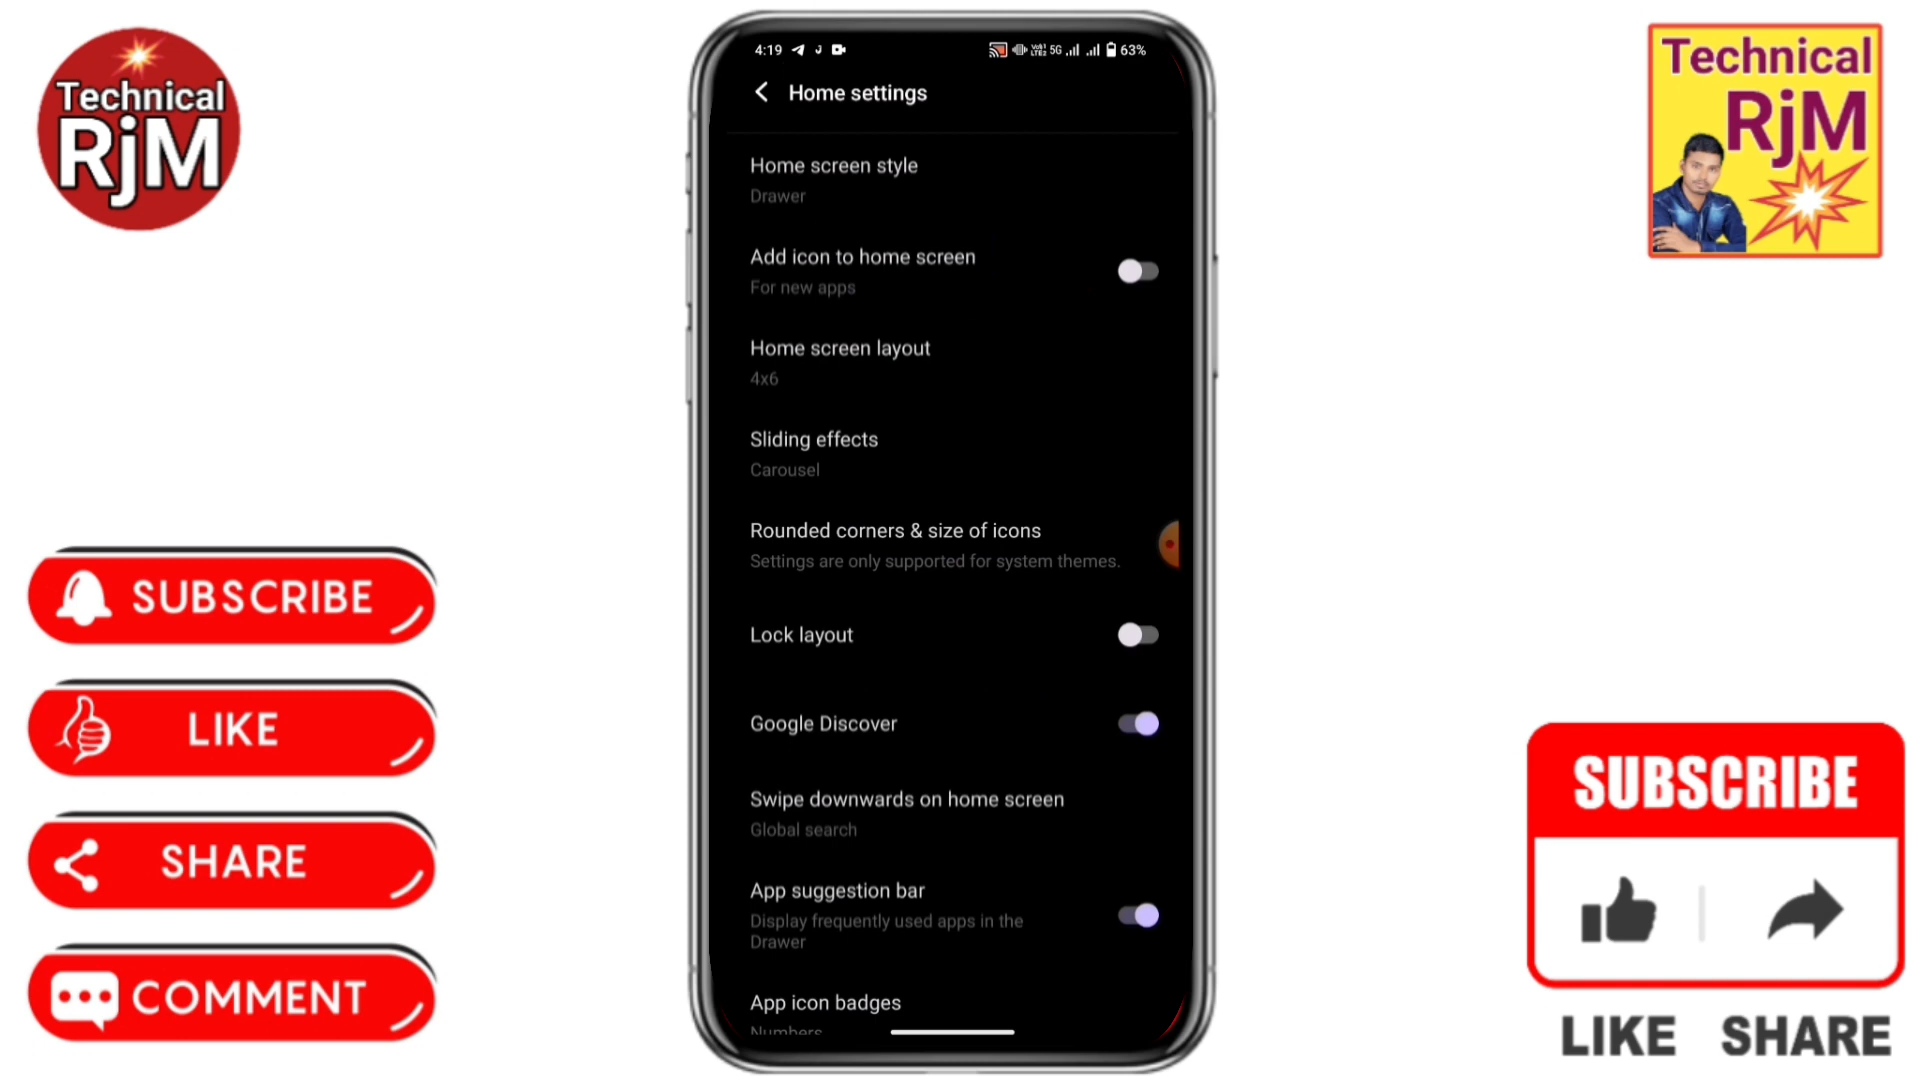 Technical
RjM
SUBSCRIBE
LIKE
SHARE
COMMENT
4:19
5G
63%
Home settings
Home screen style
Drawer
Add icon to home screen
For new apps
Home screen layout
4x6
Sliding effects
Carousel
Rounded corners & size of icons
Settings are only supported for system themes.
Lock layout
Google Discover
Swipe downwards on home screen
Global search
App suggestion bar
Display frequently used apps in the
Drawer
App icon badges
Numbers
Technical
RjM
SUBSCRIBE
LIKE SHARE